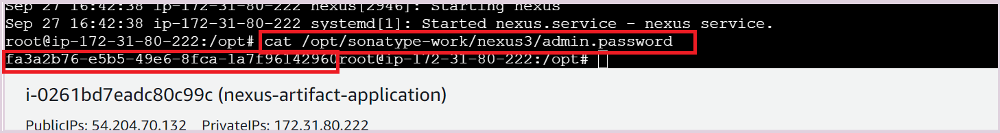 Sep 27 16:42:38 ip-172-31-80-222 nexus[2946]: Starting nexus
Sep 27 16:42:38 ip-172-31-80-222 systemd[1]: Started nexus.service - nexus service.
root@ip-172-31-80-222:/opt# cat /opt/sonatype-work/nexus3/admin.password
fa3a2b76-e5b5-49e6-8fca-1a7f96142960root@ip-172-31-80-222:/opt#
i-0261bd7eadc80c99c (nexus-artifact-application)
PublicIPs: 54.204.70.132 PrivateIPs: 172.31.80.222